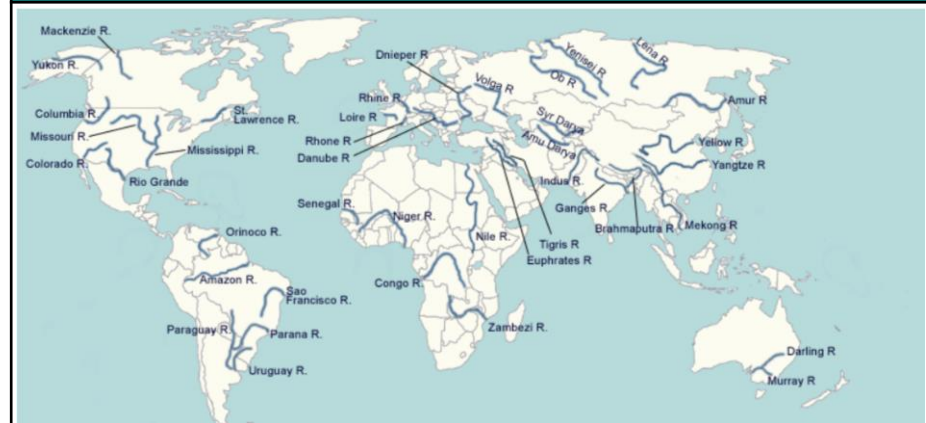 Mackenzie R.
Yukon R.
Columbia R.
Missouri R.
Colorado R.
St.
Lawrence R.
Mississippi R.
Rio Grande
Orinoco R.
Amazon R.
Sao
Francisco R.
Paraguay R.
Parana R.
Uruguay R.
Dnieper R
Volga R
Rhine R
Loire R
Rhone R
Danube R
Senegal R.
Niger R.
Nile R.
Congo R.
Zambezi R.
Tigris R
Euphrates R
Yenisei R
Ob R
Lena R
Amur R
Syr Darya
Amu Darya
Yellow R
Yangtze R
Indus R.
Ganges R
Brahmaputra R
Mekong R
Darling R
Murray R